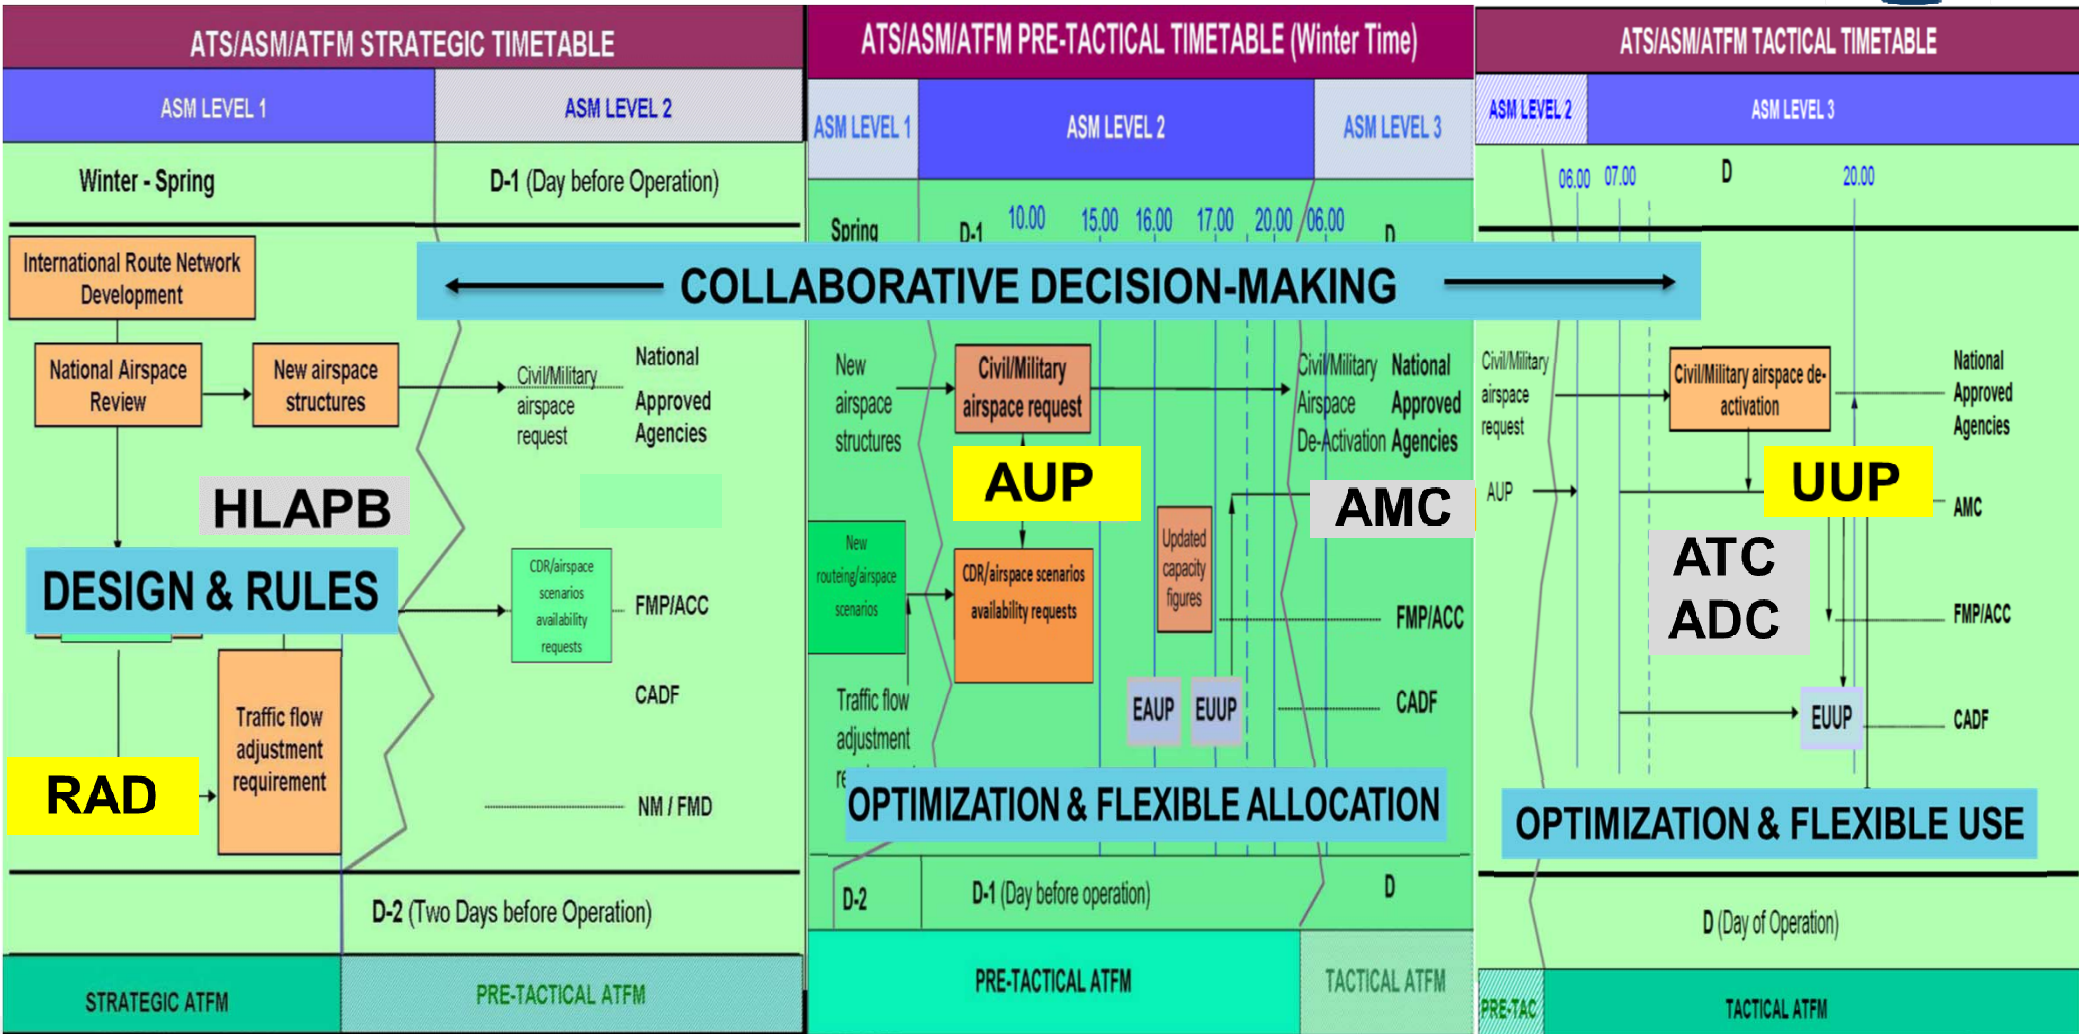 ATS/ASM/ATFM STRATEGIC TIMETABLE
ASM LEVEL 1
ASM LEVEL 2
Winter - Spring
D-1 (Day before Operation)
International Route Network
Development
National Airspace
Review
New airspace
structures
Civil/Military
airspace
request
National
Approved
Agencies
HLAPB
DESIGN & RULES
CDR/airspace
scenarios
availability
requests
FMP/ACC
CADF
Traffic flow
adjustment
requirement
RAD
NM / FMD
D-2 (Two Days before Operation)
STRATEGIC ATFM
PRE-TACTICAL ATFM
COLLABORATIVE DECISION-MAKING
ATS/ASM/ATFM PRE-TACTICAL TIMETABLE (Winter Time)
ASM LEVEL 1
ASM LEVEL 2
ASM LEVEL 3
Spring
D-1
10.00
15.00
16.00
17.00
20.00
06.00
D
New
airspace
structures
Civil/Military
airspace request
Civil/Military
Airspace
De-Activation
National
Approved
Agencies
AUP
AMC
New
routeing/airspace
scenarios
CDR/airspace scenarios
availability requests
Updated
capacity
figures
FMP/ACC
EAUP
EUUP
CADF
Traffic flow
adjustment
OPTIMIZATION & FLEXIBLE ALLOCATION
D-2
D-1 (Day before operation)
D
PRE-TACTICAL ATFM
TACTICAL ATFM
ATS/ASM/ATFM TACTICAL TIMETABLE
ASM LEVEL 2
ASM LEVEL 3
06.00
07.00
D
20.00
Civil/Military
airspace
request
Civil/Military airspace de-
activation
National
Approved
Agencies
AUP
UUP
AMC
ATC
ADC
FMP/ACC
EUUP
CADF
OPTIMIZATION & FLEXIBLE USE
D (Day of Operation)
PRE-TAC
TACTICAL ATFM